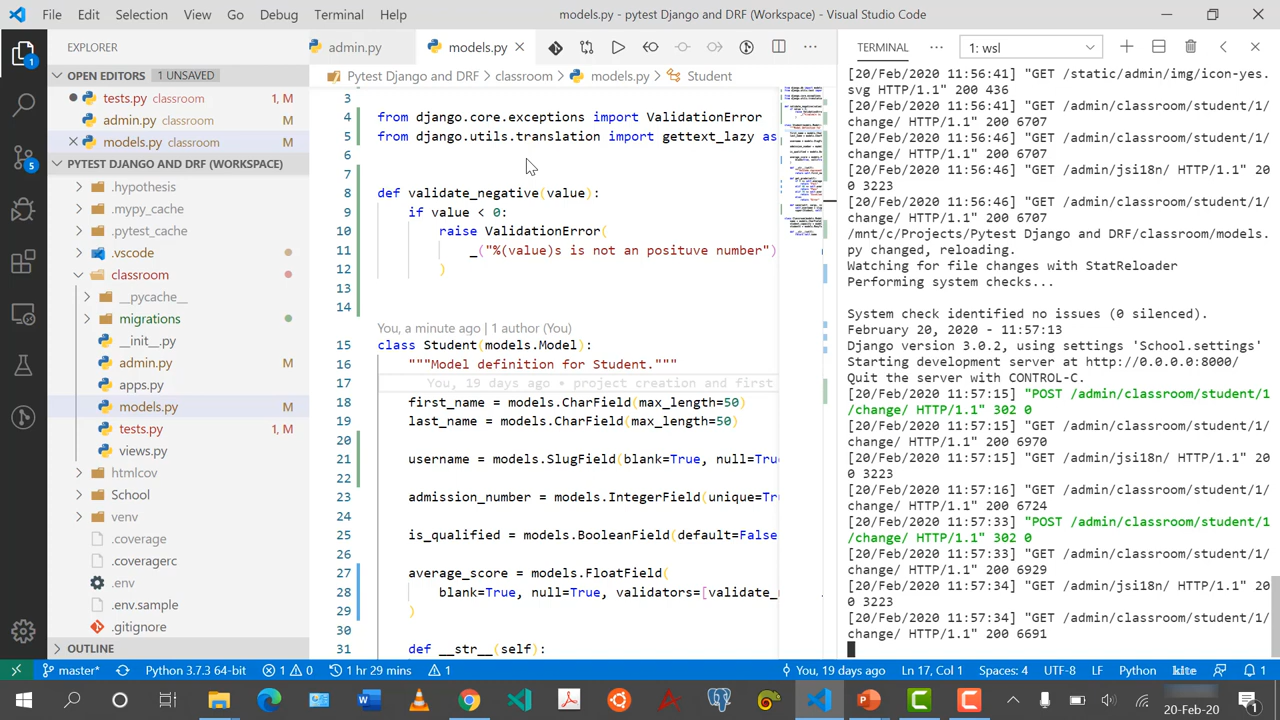 File Edit Selection View Go Debug Terminal Help
models.py - pytest Django and DRF (Workspace) - Visual Studio Code
EXPLORER
OPEN EDITORS 1 UNSAVED
tests.py classroom 1, M
admin.py classroom M
models.py classroom M
DJANGO AND DRF (WORKSPACE)
.hypothesis
.mypy_cache
.pytest_cache
.vscode
classroom
__pycache__
migrations
__init__.py
admin.py M
apps.py
models.py M
tests.py 1, M
views.py
htmlcov
School
venv
.coverage
.coveragerc
.env
.env.sample
.gitignore
OUTLINE
admin.py models.py
Pytest Django and DRF > classroom > models.py > Student
3
4 from django.core.exceptions import ValidationError
5 from django.utils.translation import gettext_lazy as
6
7
8 def validate_negative(value):
9 if value < 0:
10 raise ValidationError(
11 _("%(value)s is not an posituve number")
12 )
13
14
You, a minute ago | 1 author (You)
15 class Student(models.Model):
16 """Model definition for Student."""
17 You, 19 days ago • project creation and first
18 first_name = models.CharField(max_length=50)
19 last_name = models.CharField(max_length=50)
20
21 username = models.SlugField(blank=True, null=True
22
23 admission_number = models.IntegerField(unique=Tr
24
25 is_qualified = models.BooleanField(default=False
26
27 average_score = models.FloatField(
28 blank=True, null=True, validators=[validate_n
29 )
30
31 def __str__(self):
TERMINAL 1: wsl
[20/Feb/2020 11:56:41] "GET /static/admin/img/icon-yes.
svg HTTP/1.1" 200 436
[20/Feb/2020 11:56:41] "GET /admin/classroom/student/1/
change/ HTTP/1.1" 200 6707
[20/Feb/2020 11:56:41] "GET /admin/classroom/student/1/
change/ HTTP/1.1" 200 6707
[20/Feb/2020 11:56:46] "GET /admin/jsi18n/ HTTP/1.1" 20
0 3223
[20/Feb/2020 11:56:46] "GET /admin/classroom/student/1/
change/ HTTP/1.1" 200 6707
/mnt/c/Projects/Pytest Django and DRF/classroom/models.
py changed, reloading.
Watching for file changes with StatReloader
Performing system checks...
System check identified no issues (0 silenced).
February 20, 2020 - 11:57:13
Django version 3.0.2, using settings 'School.settings'
Starting development server at http://0.0.0.0:8000/
Quit the server with CONTROL-C.
[20/Feb/2020 11:57:15] "POST /admin/classroom/student/1
/change/ HTTP/1.1" 302 0
[20/Feb/2020 11:57:15] "GET /admin/classroom/student/1/
change/ HTTP/1.1" 200 6970
[20/Feb/2020 11:57:15] "GET /admin/jsi18n/ HTTP/1.1" 20
0 3223
[20/Feb/2020 11:57:16] "GET /admin/classroom/student/1/
change/ HTTP/1.1" 200 6724
[20/Feb/2020 11:57:33] "POST /admin/classroom/student/1
/change/ HTTP/1.1" 302 0
[20/Feb/2020 11:57:33] "GET /admin/classroom/student/1/
change/ HTTP/1.1" 200 6929
[20/Feb/2020 11:57:34] "GET /admin/jsi18n/ HTTP/1.1" 20
0 3223
[20/Feb/2020 11:57:34] "GET /admin/classroom/student/1/
change/ HTTP/1.1" 200 6691
master* Python 3.7.3 64-bit 1 0 1 hr 29 mins 1
You, 19 days ago Ln 17, Col 1 Spaces: 4 UTF-8 LF Python kite 1
20-Feb-20 1